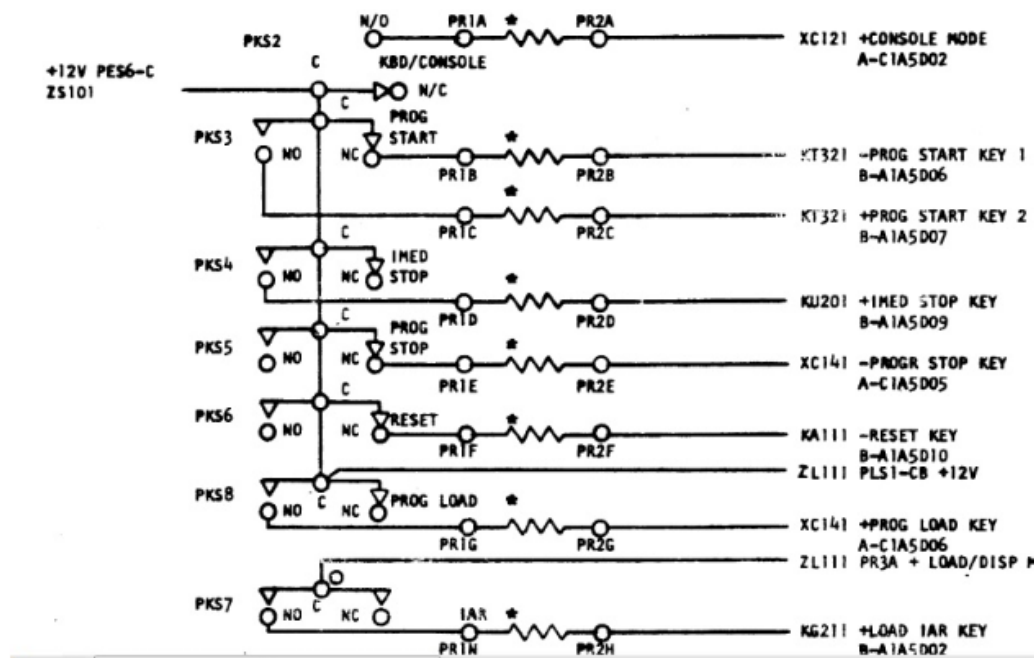 N/O PR1A * PR2A
PKS2
XC121 +CONSOLE MODE
A-C1A5D02
C KBD/CONSOLE
+12V PES6-C
ZS101
N/C
C
PROG
START
PKS3
NO NC
*
PR1B PR2B
KT321 -PROG START KEY 1
B-A1A5D06
*
PR1C PR2C
KT321 +PROG START KEY 2
B-A1A5D07
C
PKS4
NO NC
IMED
STOP
*
PR1D PR2D
KU201 +IMED STOP KEY
B-A1A5D09
C
PKS5
NO NC
PROG
STOP
*
PR1E PR2E
XC141 -PROGR STOP KEY
A-C1A5D05
C
PKS6
NO NC
RESET
*
PR1F PR2F
KA111 -RESET KEY
B-A1A5D10
ZL111 PLS1-CB +12V
PKS8
C
NO NC
PROG LOAD
*
PR1G PR2G
XC141 +PROG LOAD KEY
A-C1A5D06
ZL111 PR3A + LOAD/DISP M
PKS7
C
NO NC
IAR *
PR1H PR2H
KG211 +LOAD IAR KEY
B-A1A5D02